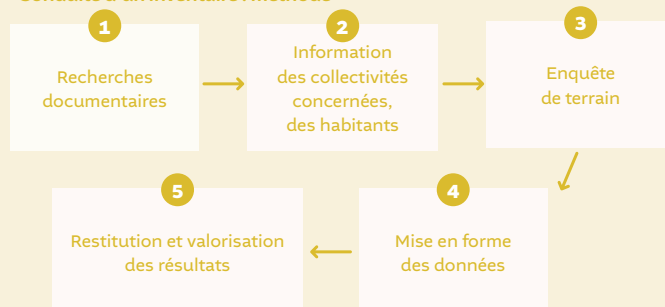 1
Recherches
documentaires
2
Information
des collectivités
concernées,
des habitants
3
Enquête
de terrain
4
Mise en forme
des données
5
Restitution et valorisation
des résultats